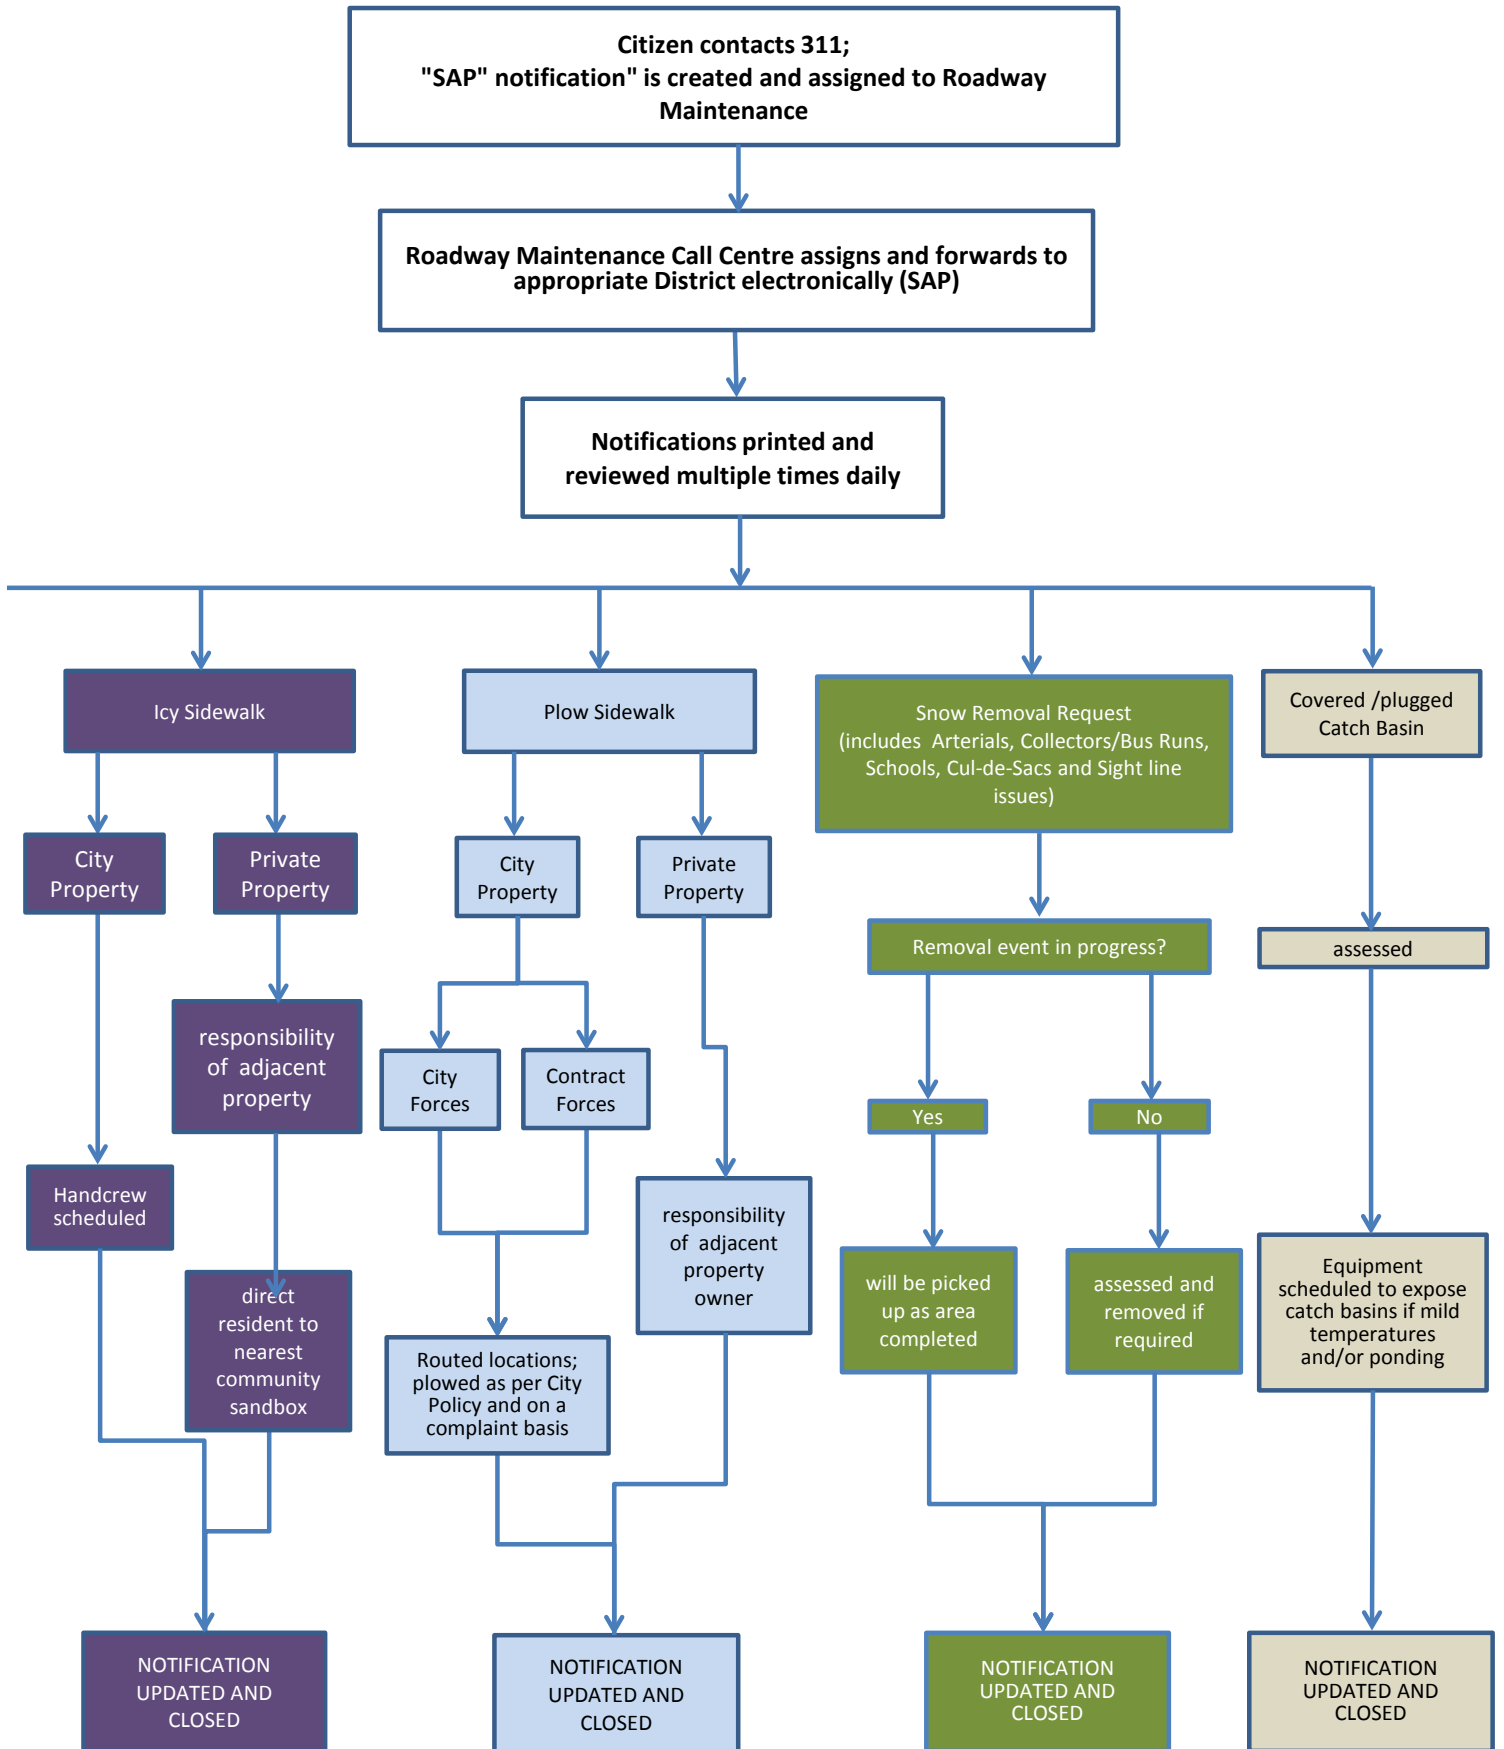 Citizen contacts 311;
"SAP" notification" is created and assigned to Roadway
Maintenance
Roadway Maintenance Call Centre assigns and forwards to
appropriate District electronically (SAP)
Notifications printed and
reviewed multiple times daily
Icy Sidewalk
City
Property
Private
Property
responsibility
of adjacent
property
Handcrew
scheduled
direct
resident to
nearest
community
sandbox
NOTIFICATION
UPDATED AND
CLOSED
Plow Sidewalk
City
Property
Private
Property
City
Forces
Contract
Forces
responsibility
of adjacent
property
owner
Routed locations;
plowed as per City
Policy and on a
complaint basis
NOTIFICATION
UPDATED AND
CLOSED
Snow Removal Request
(includes Arterials, Collectors/Bus Runs,
Schools, Cul-de-Sacs and Sight line
issues)
Removal event in progress?
Yes
No
will be picked
up as area
completed
assessed and
removed if
required
NOTIFICATION
UPDATED AND
CLOSED
Covered /plugged
Catch Basin
assessed
Equipment
scheduled to expose
catch basins if mild
temperatures
and/or ponding
NOTIFICATION
UPDATED AND
CLOSED